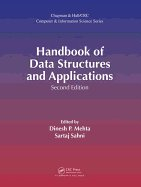 Chapman & Hall/CRC
Computer & Information Science Series
Handbook of
Data Structures
and Applications
Second Edition
Edited by
Dinesh P. Mehta
Sartaj Sahni
CRC Press